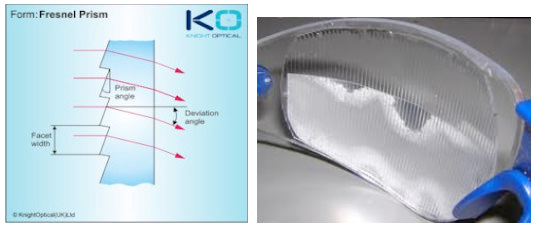 Form: Fresnel Prism
KO
KNIGHT OPTICAL
Prism
angle
Deviation
angle
Facet
width
© KnightOptical(UK)Ltd